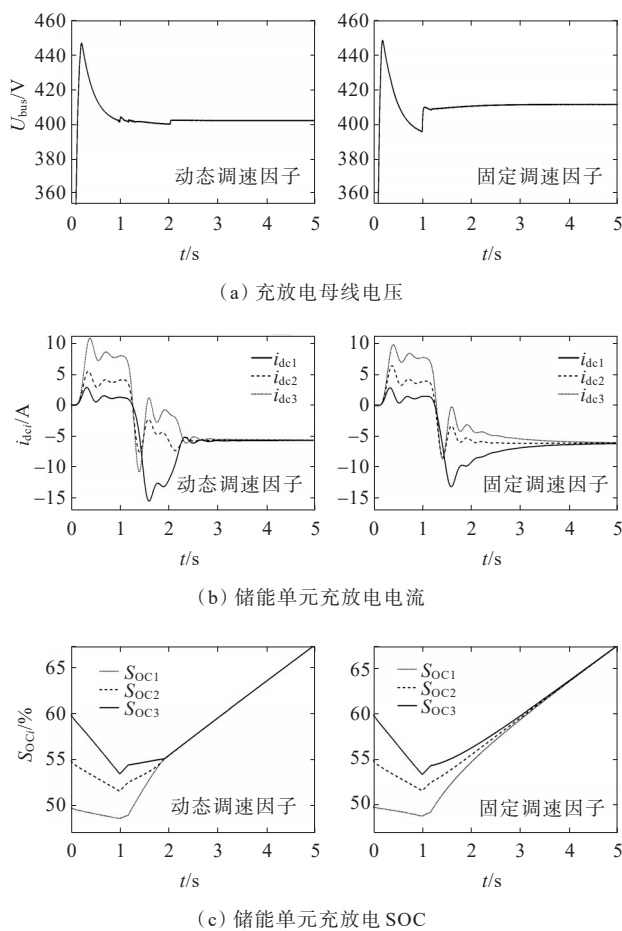 460
440
420
400
380
360
U_bus/V
动态调速因子
0 1 2 3 4 5
t/s
460
440
420
400
380
360
固定调速因子
0 1 2 3 4 5
t/s
（a）充放电母线电压
10
5
0
−5
−10
−15
i_dci/A
i_dc1
i_dc2
i_dc3
动态调速因子
0 1 2 3 4 5
t/s
10
5
0
−5
−10
−15
i_dc1
i_dc2
i_dc3
固定调速因子
0 1 2 3 4 5
t/s
（b）储能单元充放电电流
65
60
55
50
S_OCi/%
S_OC1
S_OC2
S_OC3
动态调速因子
0 1 2 3 4 5
t/s
65
60
55
50
S_OC1
S_OC2
S_OC3
固定调速因子
0 1 2 3 4 5
t/s
（c）储能单元充放电 SOC